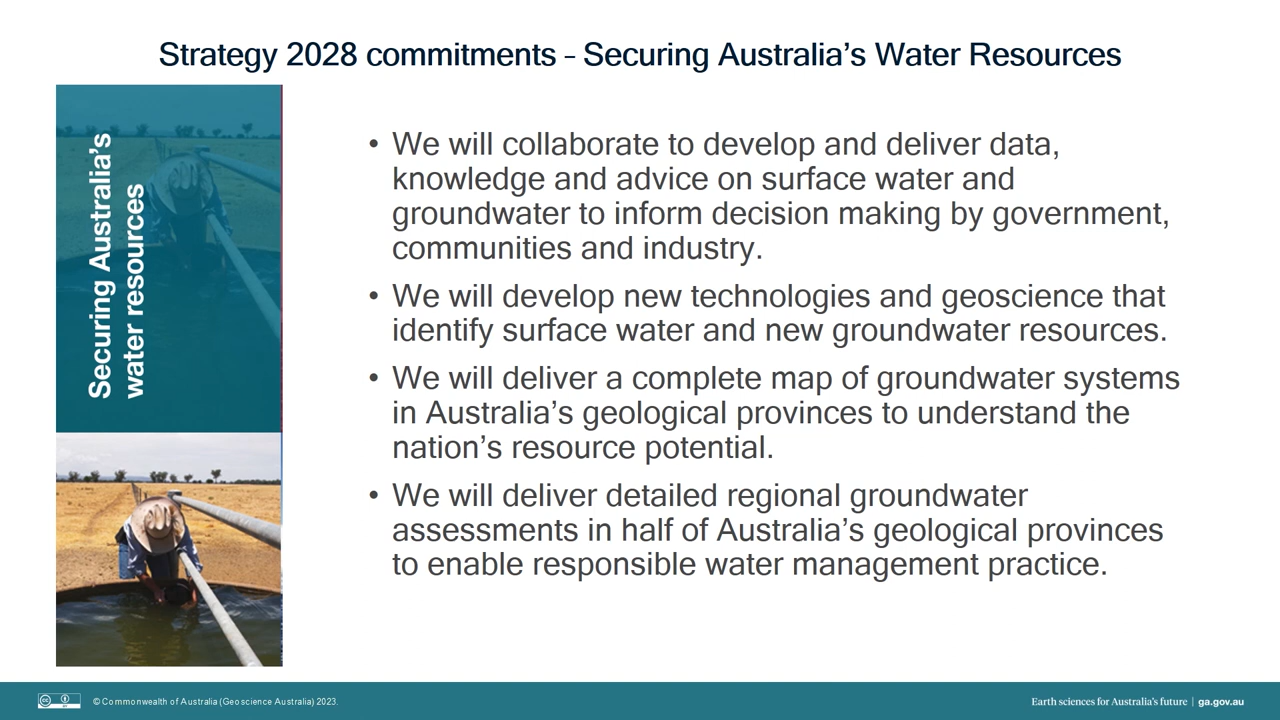 Strategy 2028 commitments – Securing Australia’s Water Resources
Securing Australia’s
water resources
• We will collaborate to develop and deliver data,
knowledge and advice on surface water and
groundwater to inform decision making by government,
communities and industry.
• We will develop new technologies and geoscience that
identify surface water and new groundwater resources.
• We will deliver a complete map of groundwater systems
in Australia’s geological provinces to understand the
nation’s resource potential.
• We will deliver detailed regional groundwater
assessments in half of Australia’s geological provinces
to enable responsible water management practice.
cc BY
© Commonwealth of Australia (Geoscience Australia) 2023.
Earth sciences for Australia’s future | ga.gov.au